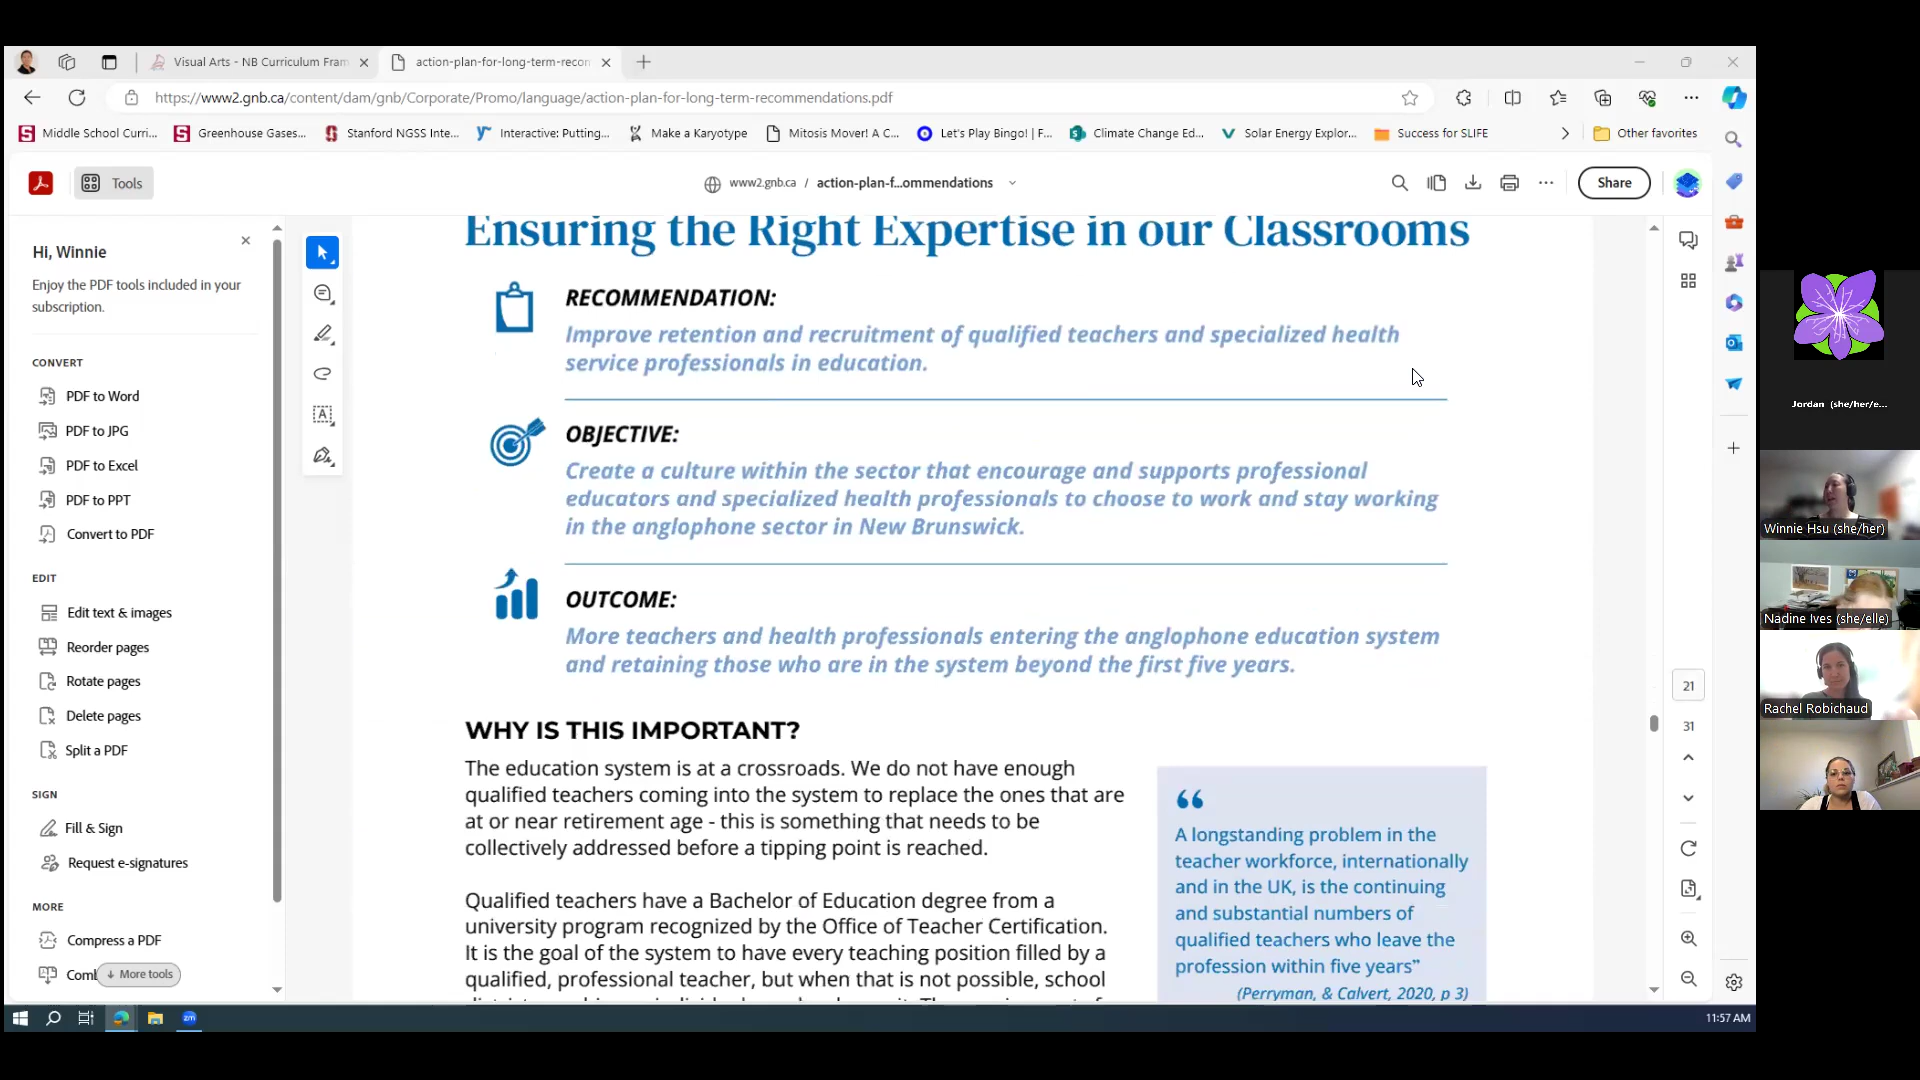 Visual Arts - NB Curriculum Fram
action-plan-for-long-term-recon
https://www2.gnb.ca/content/dam/gnb/Corporate/Promo/language/action-plan-for-long-term-recommendations.pdf
Middle School Curri...
Greenhouse Gases...
Stanford NGSS Inte...
Interactive: Putting...
Make a Karyotype
Mitosis Mover! A C...
Let's Play Bingo! | F...
Climate Change Ed...
Solar Energy Explor...
Success for SLIFE
Other favorites
Tools
www2.gnb.ca / action-plan-f...ommendations
Share
Hi, Winnie
Enjoy the PDF tools included in your
subscription.
CONVERT
PDF to Word
PDF to JPG
PDF to Excel
PDF to PPT
Convert to PDF
EDIT
Edit text & images
Reorder pages
Rotate pages
Delete pages
Split a PDF
SIGN
Fill & Sign
Request e-signatures
MORE
Compress a PDF
More tools
Ensuring the Right Expertise in our Classrooms
RECOMMENDATION:
Improve retention and recruitment of qualified teachers and specialized health
service professionals in education.
OBJECTIVE:
Create a culture within the sector that encourage and supports professional
educators and specialized health professionals to choose to work and stay working
in the anglophone sector in New Brunswick.
OUTCOME:
More teachers and health professionals entering the anglophone education system
and retaining those who are in the system beyond the first five years.
WHY IS THIS IMPORTANT?
The education system is at a crossroads. We do not have enough
qualified teachers coming into the system to replace the ones that are
at or near retirement age - this is something that needs to be
collectively addressed before a tipping point is reached.
Qualified teachers have a Bachelor of Education degree from a
university program recognized by the Office of Teacher Certification.
It is the goal of the system to have every teaching position filled by a
qualified, professional teacher, but when that is not possible, school
“
A longstanding problem in the
teacher workforce, internationally
and in the UK, is the continuing
and substantial numbers of
qualified teachers who leave the
profession within five years”
(Perryman, & Calvert, 2020, p 3)
21
31
Jordan (she/her/e...
Winnie Hsu (she/her)
Nadine Ives (she/elle)
Rachel Robichaud
zm
11:57 AM